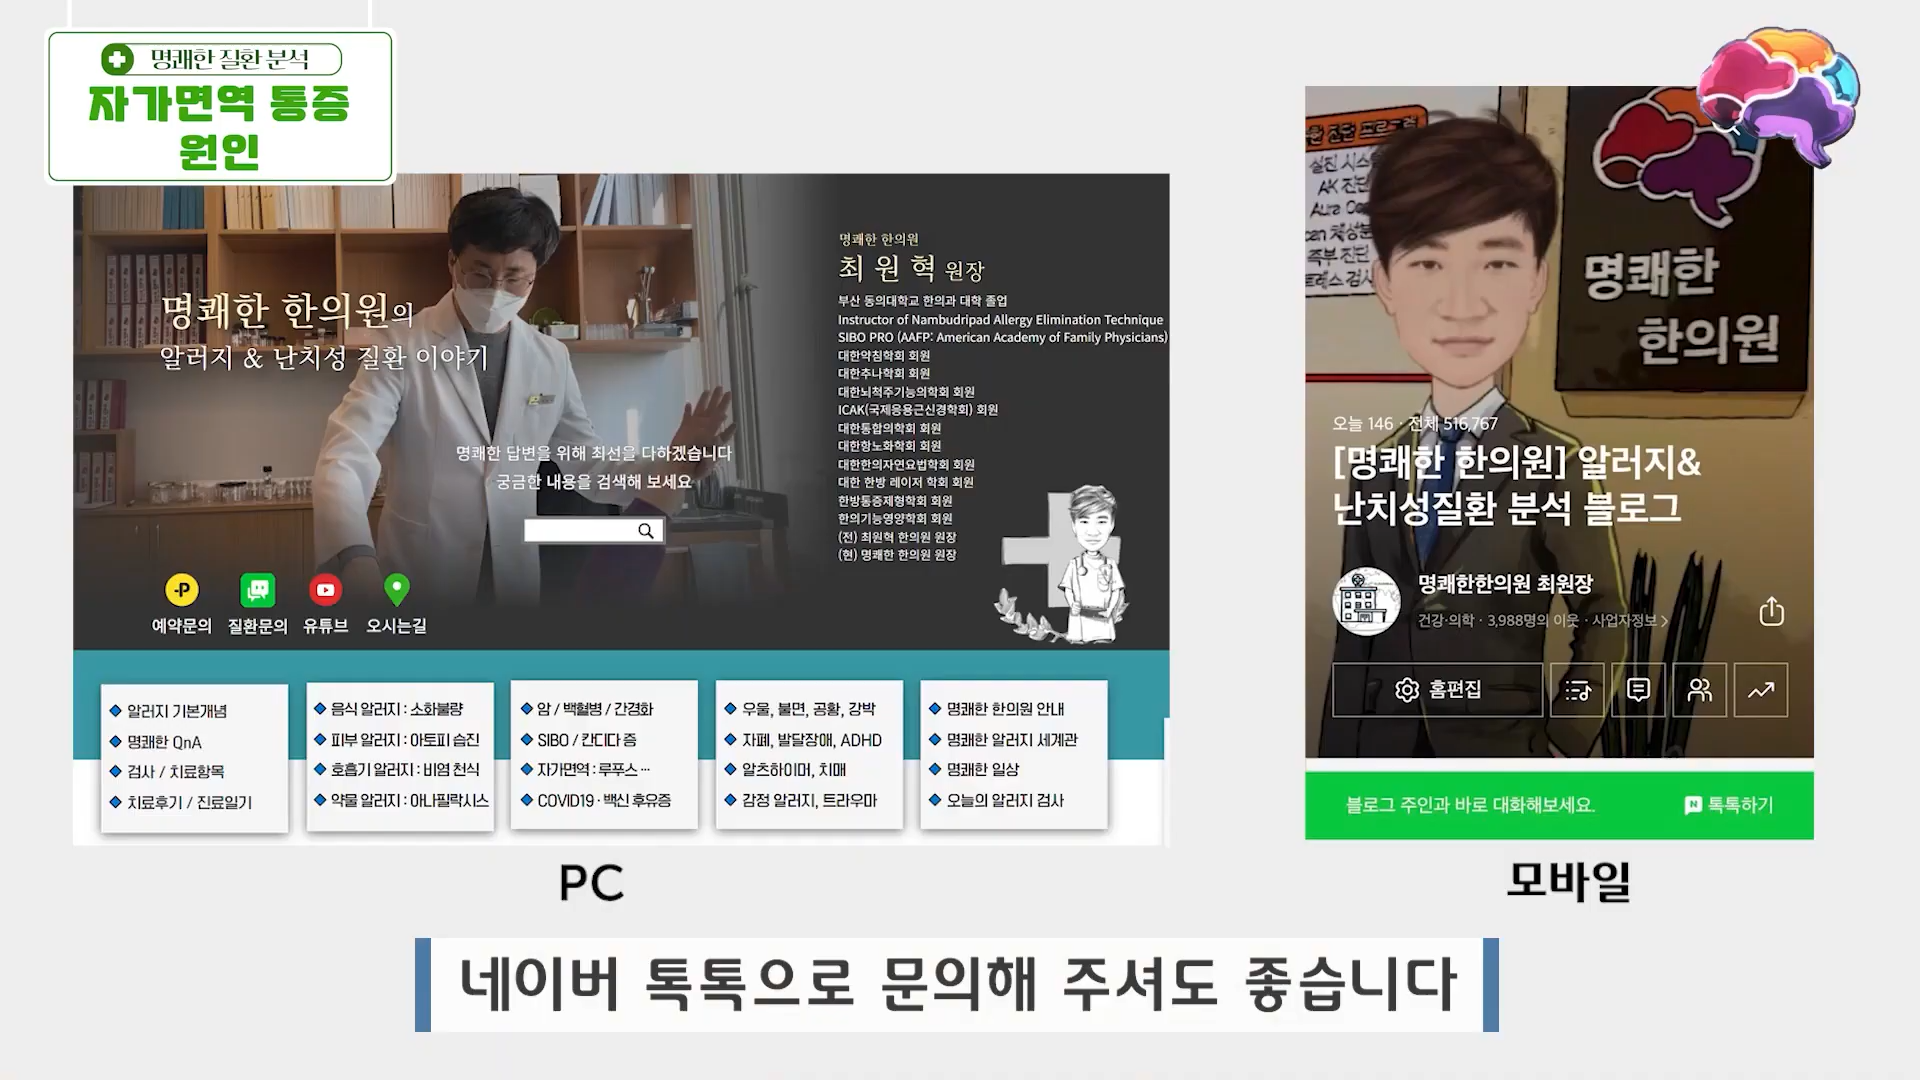 명쾌한 질환 분석
자가면역 통증
원인
명쾌한 한의원의
알러지 & 난치성 질환 이야기
명쾌한 답변을 위해 최선을 다하겠습니다
궁금한 내용을 검색해 보세요
예약문의
질환문의
유튜브
오시는길
명쾌한 한의원
최 원 혁 원장
부산 동의대학교 한의과 대학 졸업
Instructor of Nambudripad Allergy Elimination Technique
SIBO PRO (AAFP: American Academy of Family Physicians)
대한약침학회 회원
대한추나학회 회원
대한뇌척주기능의학회 회원
ICAK(국제응용근신경학회) 회원
대한통합의학회 회원
대한항노화학회 회원
대한한의자연요법학회 회원
대한 한방 레이저 학회 회원
한방통증제형학회 회원
한의기능영양학회 회원
(전) 최원혁 한의원 원장
(현) 명쾌한 한의원 원장
알러지 기본개념
명쾌한 QnA
검사 / 치료항목
치료후기 / 진료일기
음식 알러지 : 소화불량
피부 알러지 : 아토피 습진
호흡기 알러지 : 비염 천식
약물 알러지 : 아나필락시스
암 / 백혈병 / 간경화
SIBO / 칸디다 증
자가면역 : 루푸스 ...
COVID19 · 백신 후유증
우울, 불면, 공황, 강박
자폐, 발달장애, ADHD
알츠하이머, 치매
감정 알러지, 트라우마
명쾌한 한의원 안내
명쾌한 알러지 세계관
명쾌한 일상
오늘의 알러지 검사
PC
명쾌한
한의원
오늘 146 · 전체 516,767
[명쾌한 한의원] 알러지&
난치성질환 분석 블로그
명쾌한한의원 최원장
건강·의학 · 3,988명의 이웃 · 사업자정보 >
홈편집
블로그 주인과 바로 대화해보세요.
톡톡하기
모바일
네이버 톡톡으로 문의해 주셔도 좋습니다